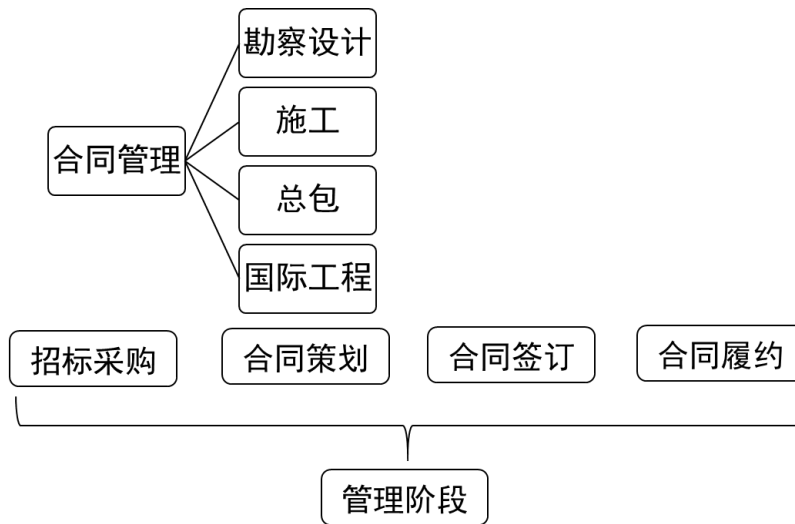 勘察设计
施工
合同管理
总包
国际工程
招标采购
合同策划
合同签订
合同履约
管理阶段